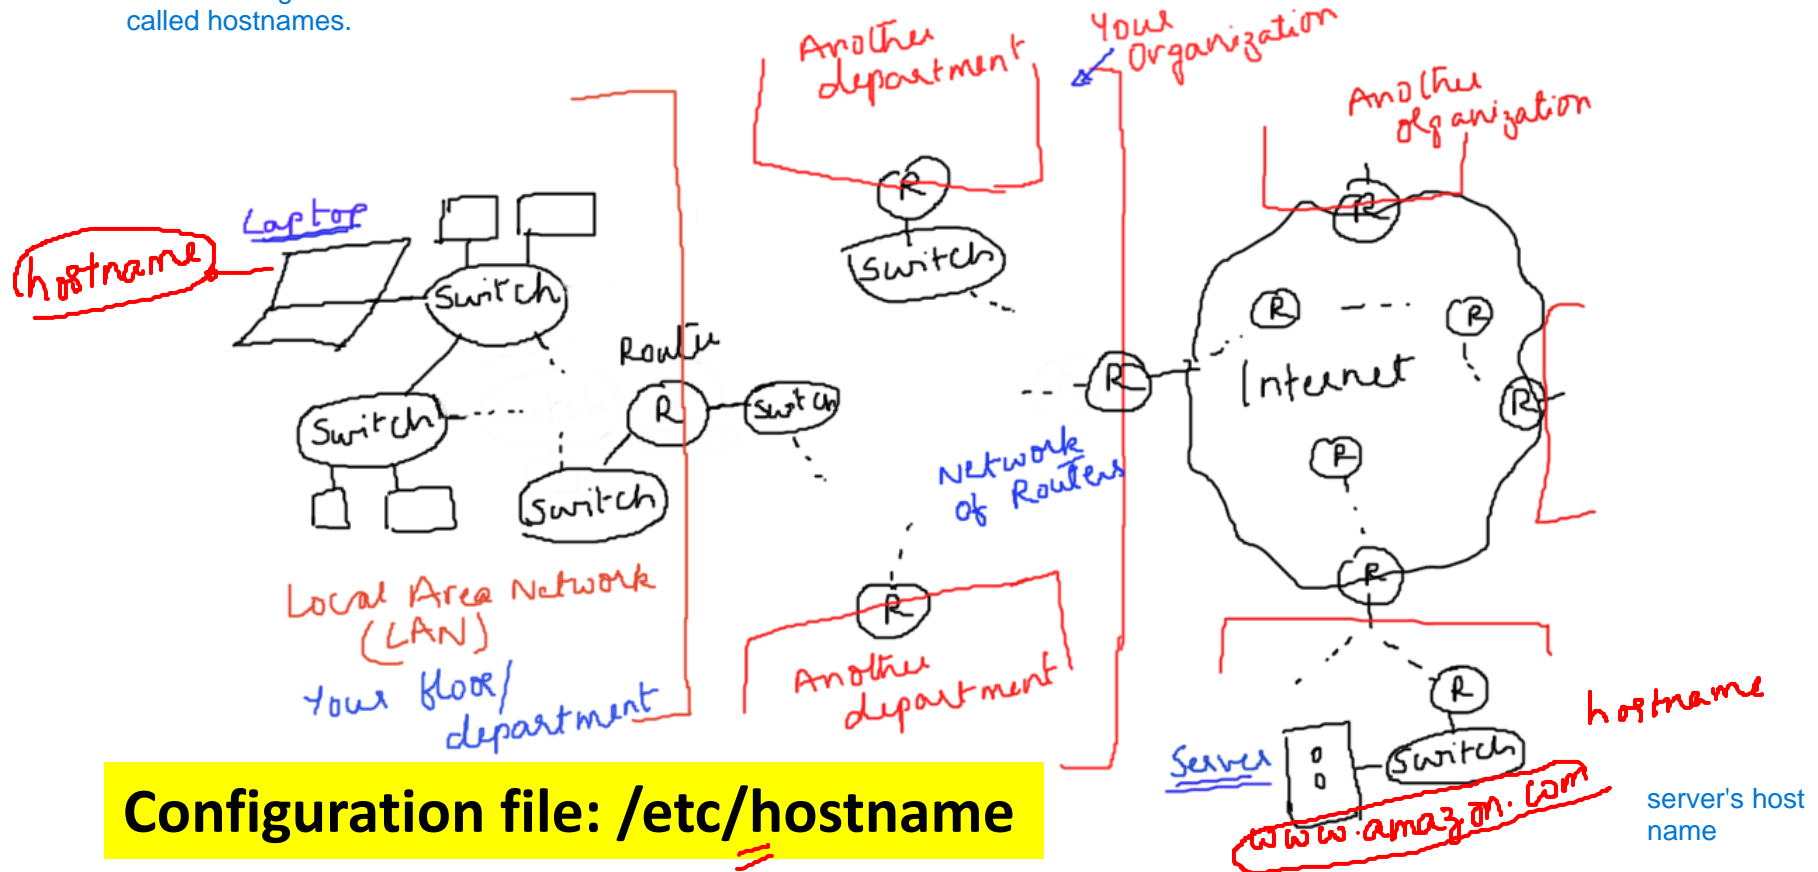 called hostnames.
Another
department
Your
Organization
Another
organization
Laptop
hostname
Switch
Switch
Router
R
Switch
R
Switch
Switch
R
R
R
R
Internet
R
R
R
Network
of Routers
R
R
Switch
Local Area Network
(LAN)
Your floor/
department
Another
department
Server
hostname
Switch
www.amazon.com
server's host
name
Configuration file: /etc/hostname